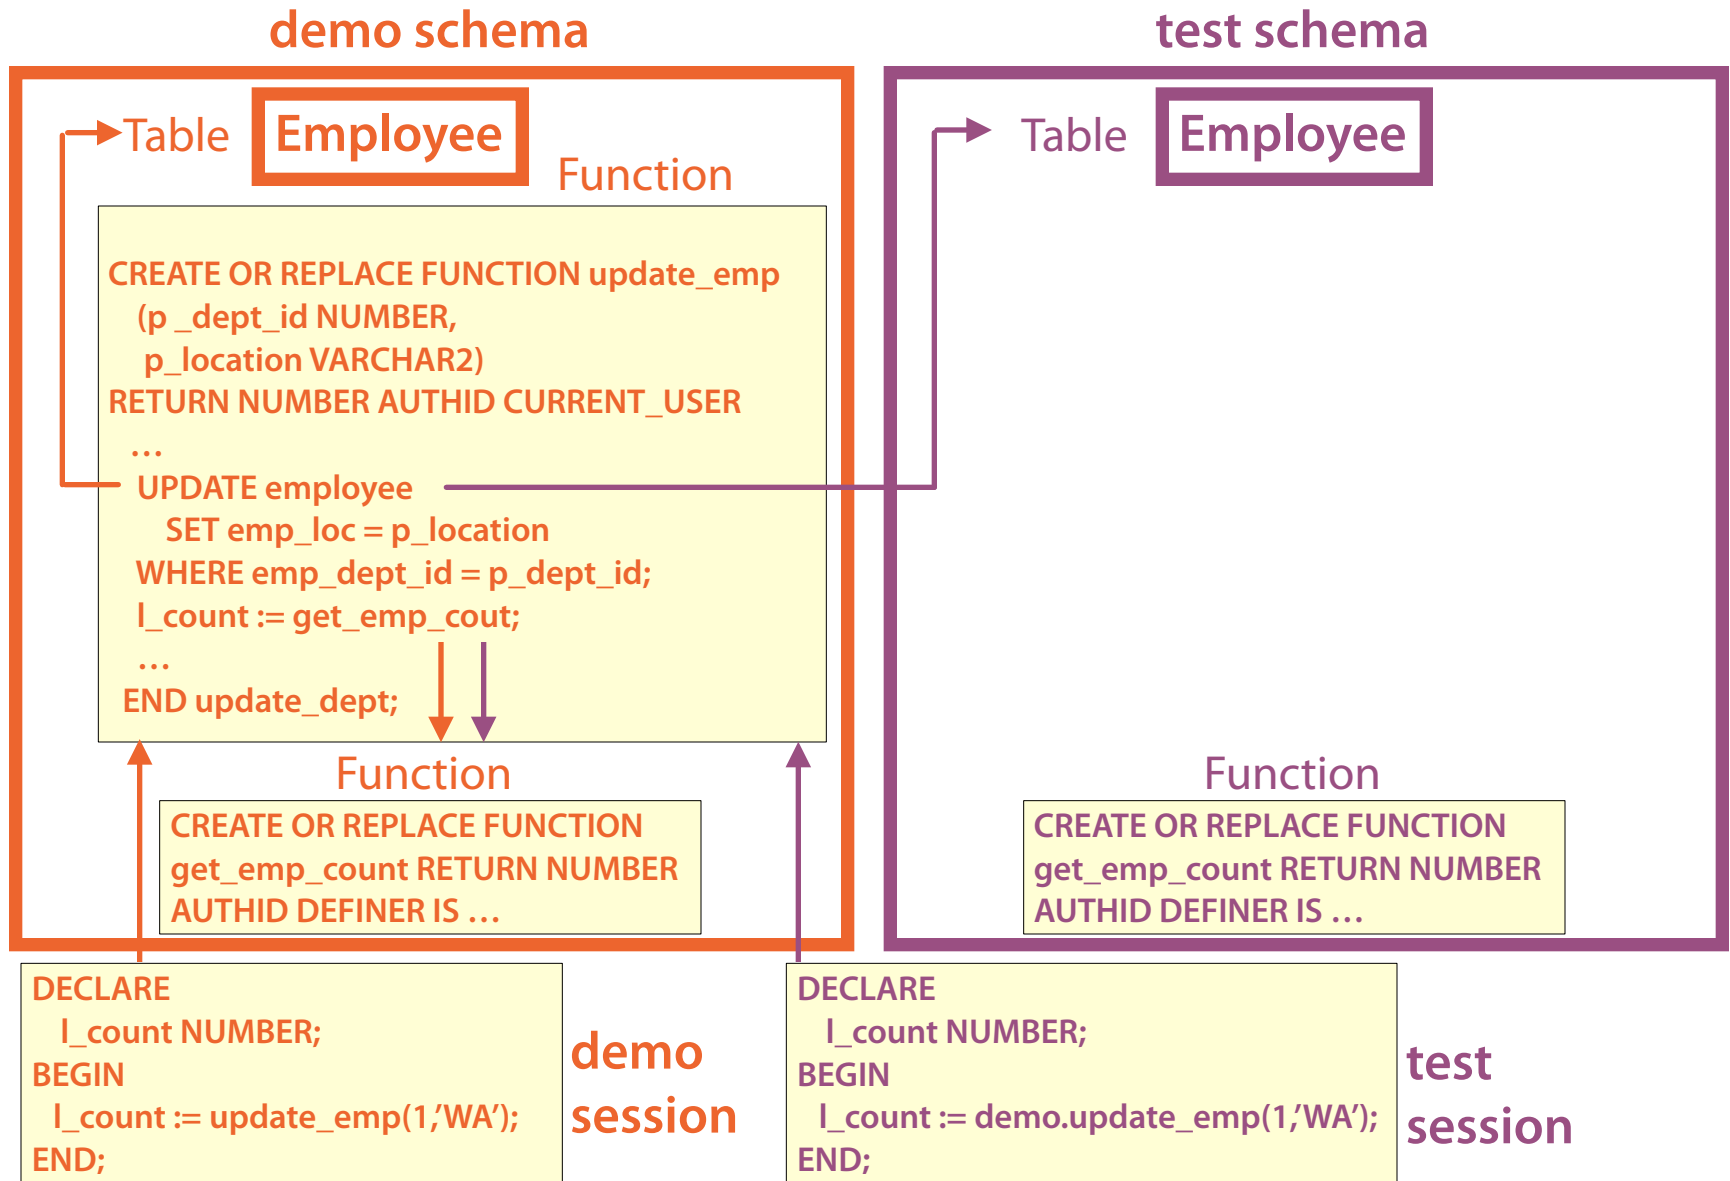 demo schema
Table Employee
Function
CREATE OR REPLACE FUNCTION update_emp
(p _dept_id NUMBER,
p_location VARCHAR2)
RETURN NUMBER AUTHID CURRENT_USER
…
UPDATE employee
SET emp_loc = p_location
WHERE emp_dept_id = p_dept_id;
l_count := get_emp_cout;
…
END update_dept;
Function
CREATE OR REPLACE FUNCTION
get_emp_count RETURN NUMBER
AUTHID DEFINER IS …
DECLARE
l_count NUMBER;
BEGIN
l_count := update_emp(1,’WA’);
END;
demo
session
test schema
Table Employee
Function
CREATE OR REPLACE FUNCTION
get_emp_count RETURN NUMBER
AUTHID DEFINER IS …
DECLARE
l_count NUMBER;
BEGIN
l_count := demo.update_emp(1,’WA’);
END;
test
session